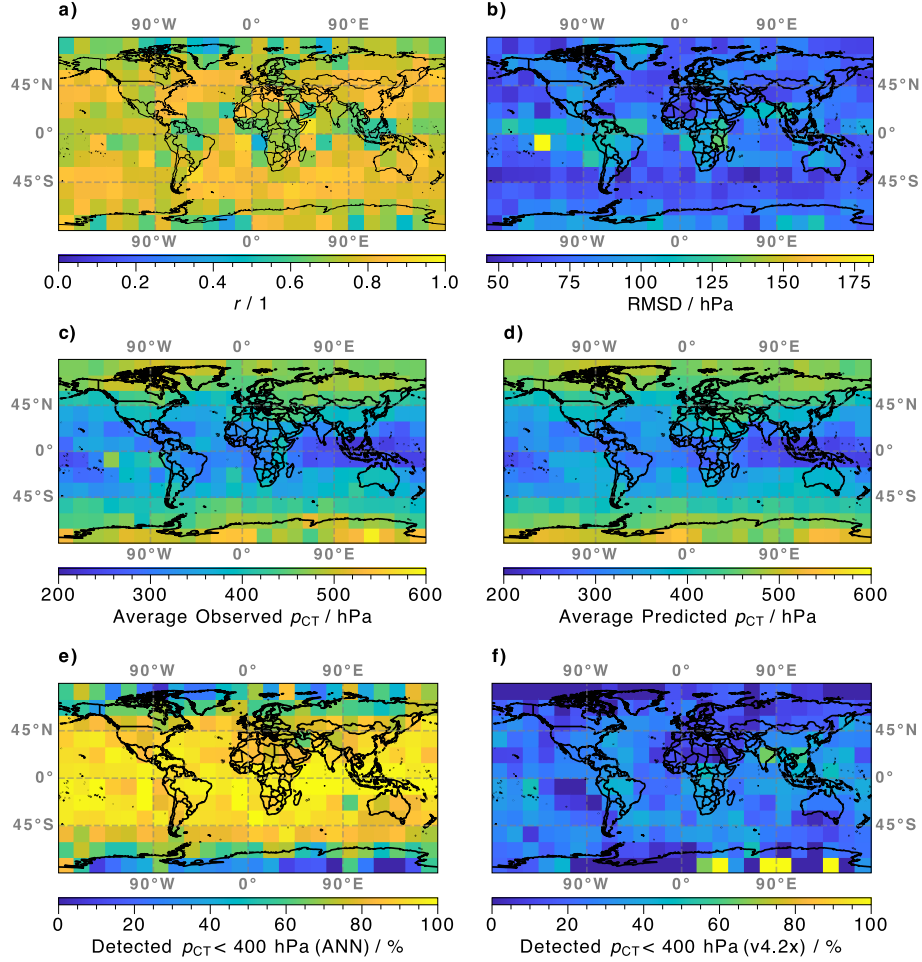 a)
90°W 0° 90°E
45°N
0°
45°S
90°W 0° 90°E
0.0 0.2 0.4 0.6 0.8 1.0
r / 1
b)
90°W 0° 90°E
45°N
0°
45°S
90°W 0° 90°E
50 75 100 125 150 175
RMSD / hPa
c)
90°W 0° 90°E
45°N
0°
45°S
90°W 0° 90°E
200 300 400 500 600
Average Observed pCT / hPa
d)
90°W 0° 90°E
45°N
0°
45°S
90°W 0° 90°E
200 300 400 500 600
Average Predicted pCT / hPa
e)
90°W 0° 90°E
45°N
0°
45°S
90°W 0° 90°E
0 20 40 60 80 100
Detected pCT < 400 hPa (ANN) / %
f)
90°W 0° 90°E
45°N
0°
45°S
90°W 0° 90°E
0 20 40 60 80 100
Detected pCT < 400 hPa (v4.2x) / %